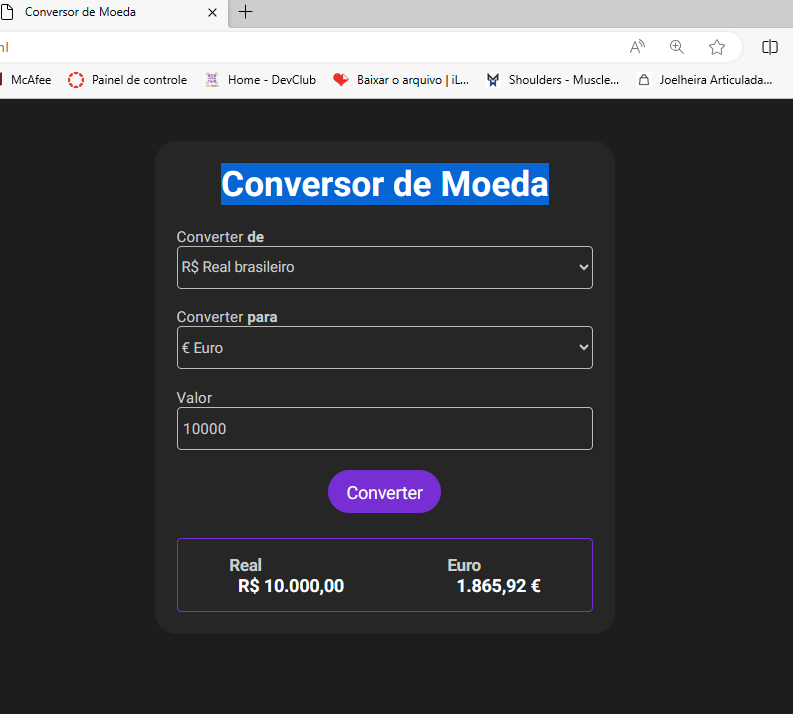 Conversor de Moeda
McAfee
Painel de controle
Home - DevClub
Baixar o arquivo | iL...
Shoulders - Muscle...
Joelheira Articulada...
Conversor de Moeda
Converter de
R$ Real brasileiro
Converter para
€ Euro
Valor
10000
Converter
Real
R$ 10.000,00
Euro
1.865,92 €